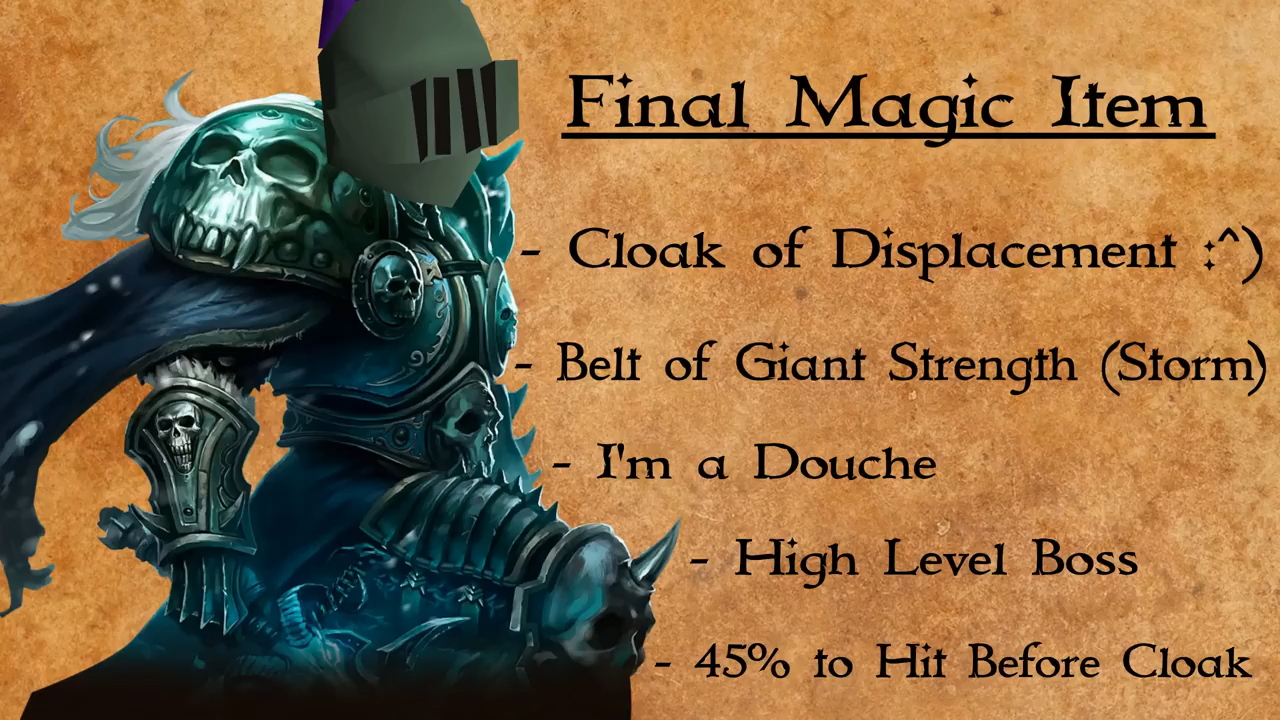 Final Magic Item
- Cloak of Displacement :^)
- Belt of Giant Strength (Storm)
- I'm a Douche
- High Level Boss
- 45% to Hit Before Cloak